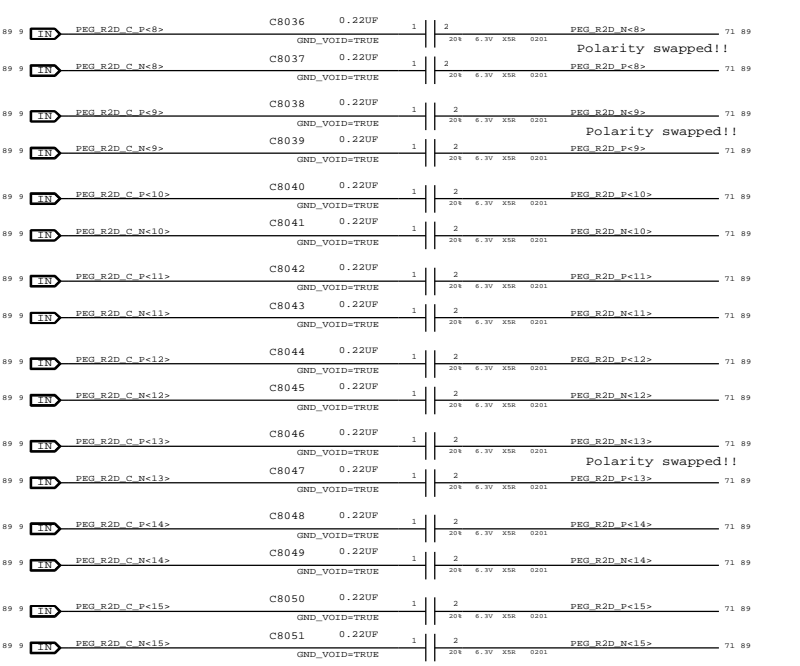 C8036 0.22UF
89 9 IN PEG_R2D_C_P<8> 1 2 PEG_R2D_N<8> 71 89
GND_VOID=TRUE 20% 6.3V X5R 0201
Polarity swapped!!
C8037 0.22UF
89 9 IN PEG_R2D_C_N<8> 1 2 PEG_R2D_P<8> 71 89
GND_VOID=TRUE 20% 6.3V X5R 0201
C8038 0.22UF
89 9 IN PEG_R2D_C_P<9> 1 2 PEG_R2D_N<9> 71 89
GND_VOID=TRUE 20% 6.3V X5R 0201
Polarity swapped!!
C8039 0.22UF
89 9 IN PEG_R2D_C_N<9> 1 2 PEG_R2D_P<9> 71 89
GND_VOID=TRUE 20% 6.3V X5R 0201
C8040 0.22UF
89 9 IN PEG_R2D_C_P<10> 1 2 PEG_R2D_P<10> 71 89
GND_VOID=TRUE 20% 6.3V X5R 0201
C8041 0.22UF
89 9 IN PEG_R2D_C_N<10> 1 2 PEG_R2D_N<10> 71 89
GND_VOID=TRUE 20% 6.3V X5R 0201
C8042 0.22UF
89 9 IN PEG_R2D_C_P<11> 1 2 PEG_R2D_P<11> 71 89
GND_VOID=TRUE 20% 6.3V X5R 0201
C8043 0.22UF
89 9 IN PEG_R2D_C_N<11> 1 2 PEG_R2D_N<11> 71 89
GND_VOID=TRUE 20% 6.3V X5R 0201
C8044 0.22UF
89 9 IN PEG_R2D_C_P<12> 1 2 PEG_R2D_P<12> 71 89
GND_VOID=TRUE 20% 6.3V X5R 0201
C8045 0.22UF
89 9 IN PEG_R2D_C_N<12> 1 2 PEG_R2D_N<12> 71 89
GND_VOID=TRUE 20% 6.3V X5R 0201
C8046 0.22UF
89 9 IN PEG_R2D_C_P<13> 1 2 PEG_R2D_N<13> 71 89
GND_VOID=TRUE 20% 6.3V X5R 0201
Polarity swapped!!
C8047 0.22UF
89 9 IN PEG_R2D_C_N<13> 1 2 PEG_R2D_P<13> 71 89
GND_VOID=TRUE 20% 6.3V X5R 0201
C8048 0.22UF
89 9 IN PEG_R2D_C_P<14> 1 2 PEG_R2D_P<14> 71 89
GND_VOID=TRUE 20% 6.3V X5R 0201
C8049 0.22UF
89 9 IN PEG_R2D_C_N<14> 1 2 PEG_R2D_N<14> 71 89
GND_VOID=TRUE 20% 6.3V X5R 0201
C8050 0.22UF
89 9 IN PEG_R2D_C_P<15> 1 2 PEG_R2D_P<15> 71 89
GND_VOID=TRUE 20% 6.3V X5R 0201
C8051 0.22UF
89 9 IN PEG_R2D_C_N<15> 1 2 PEG_R2D_N<15> 71 89
GND_VOID=TRUE 20% 6.3V X5R 0201